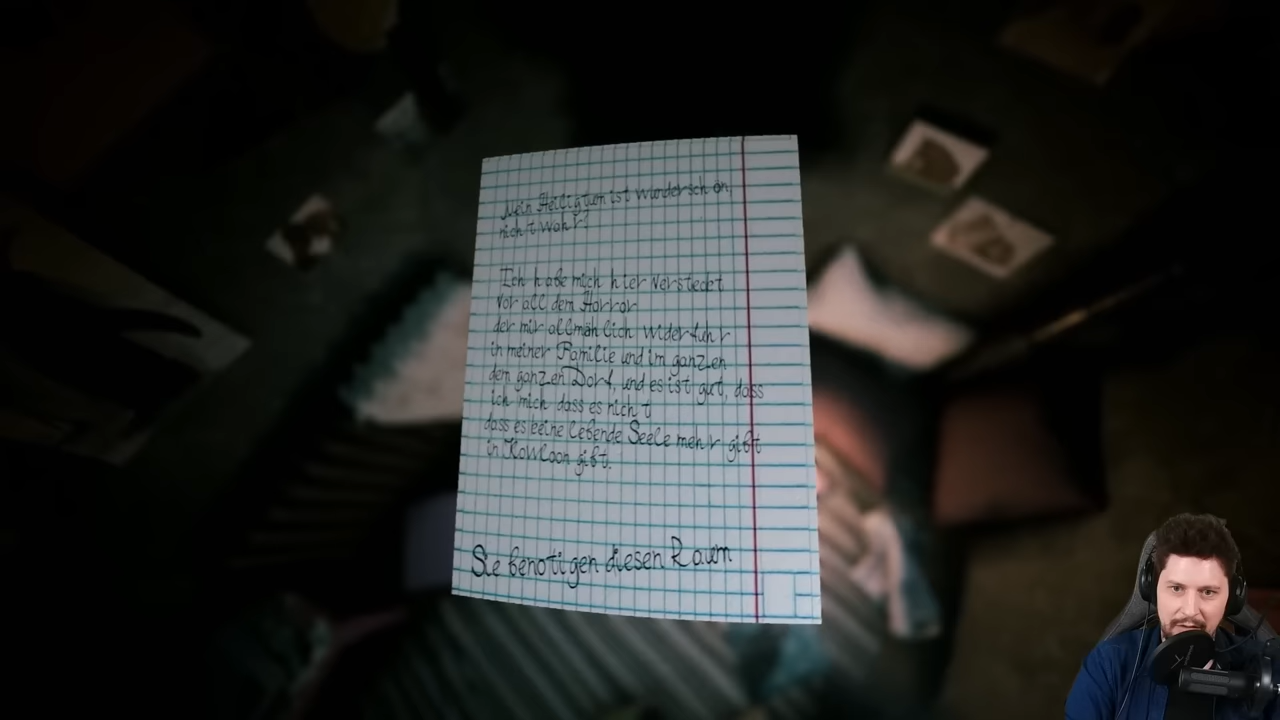 Mein Heiligtum ist wunderschön,
nicht wahr?
Ich habe mich hier versteckt
vor all dem Horror
der mir allmählich widerfuhr
in meiner Familie und im ganzen
dem ganzen Dorf, und es ist gut, dass
ich mich dass es nicht
dass es keine lebende Seele mehr gibt
in Kowloon gibt.
Sie benotigen diesen Raum